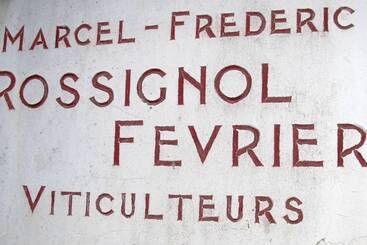 MARCEL-FREDERIC
ROSSIGNOL
FEVRIER
VITICULTEURS